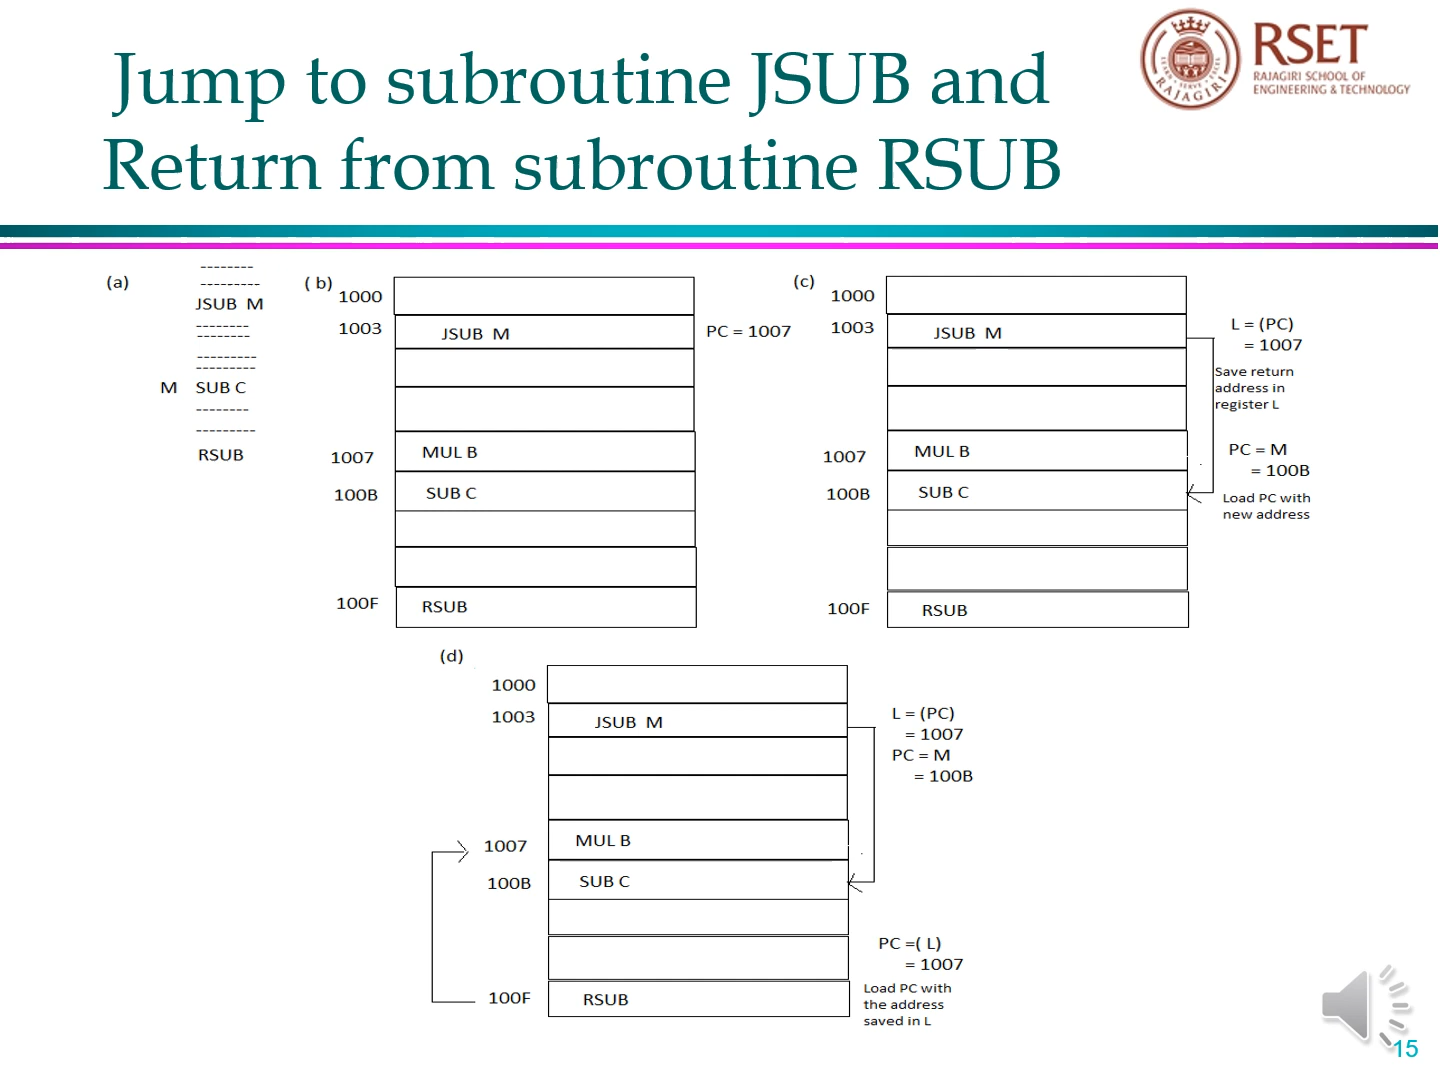 Jump to subroutine JSUB and
Return from subroutine RSUB
RSET
RAJAGIRI SCHOOL OF
ENGINEERING & TECHNOLOGY
RAJAGIRI
(a)
--------
---------
JSUB M
--------
--------
---------
---------
M SUB C
--------
---------
RSUB
( b)
1000
1003 JSUB M PC = 1007
1007 MUL B
100B SUB C
100F RSUB
(c)
1000
1003 JSUB M
L = (PC)
= 1007
Save return
address in
register L
1007 MUL B
PC = M
= 100B
100B SUB C
Load PC with
new address
100F RSUB
(d)
1000
1003 JSUB M
L = (PC)
= 1007
PC = M
= 100B
1007 MUL B
100B SUB C
PC =( L)
= 1007
100F RSUB
Load PC with
the address
saved in L
15